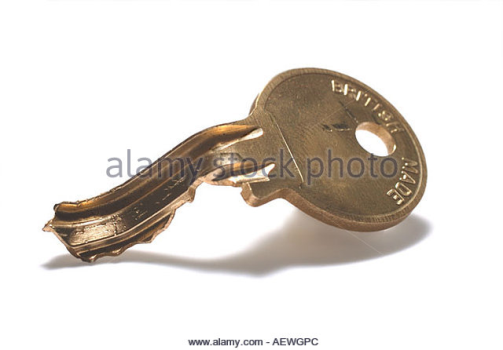 BRITISH MADE
alamy stock photo
www.alamy.com - AEWGPC